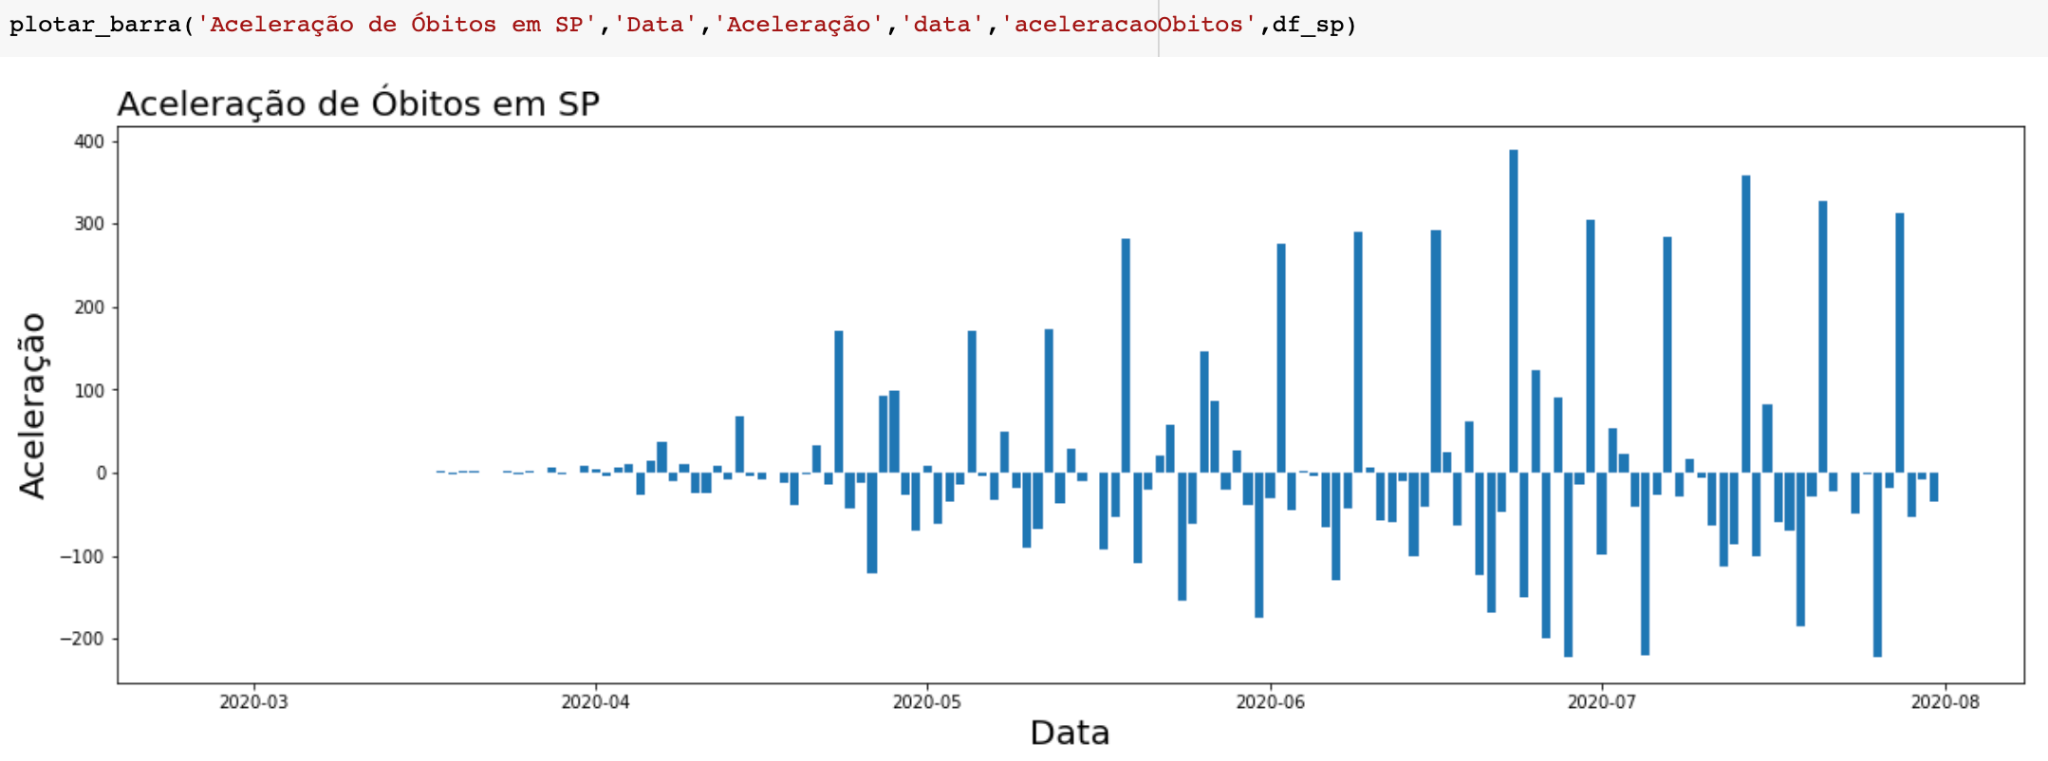 plotar_barra('Aceleração de Óbitos em SP','Data','Aceleração','data','aceleracaoObitos',df_sp)
Aceleração de Óbitos em SP
400
300
200
100
0
−100
−200
Aceleração
2020-03 2020-04 2020-05 2020-06 2020-07 2020-08
Data